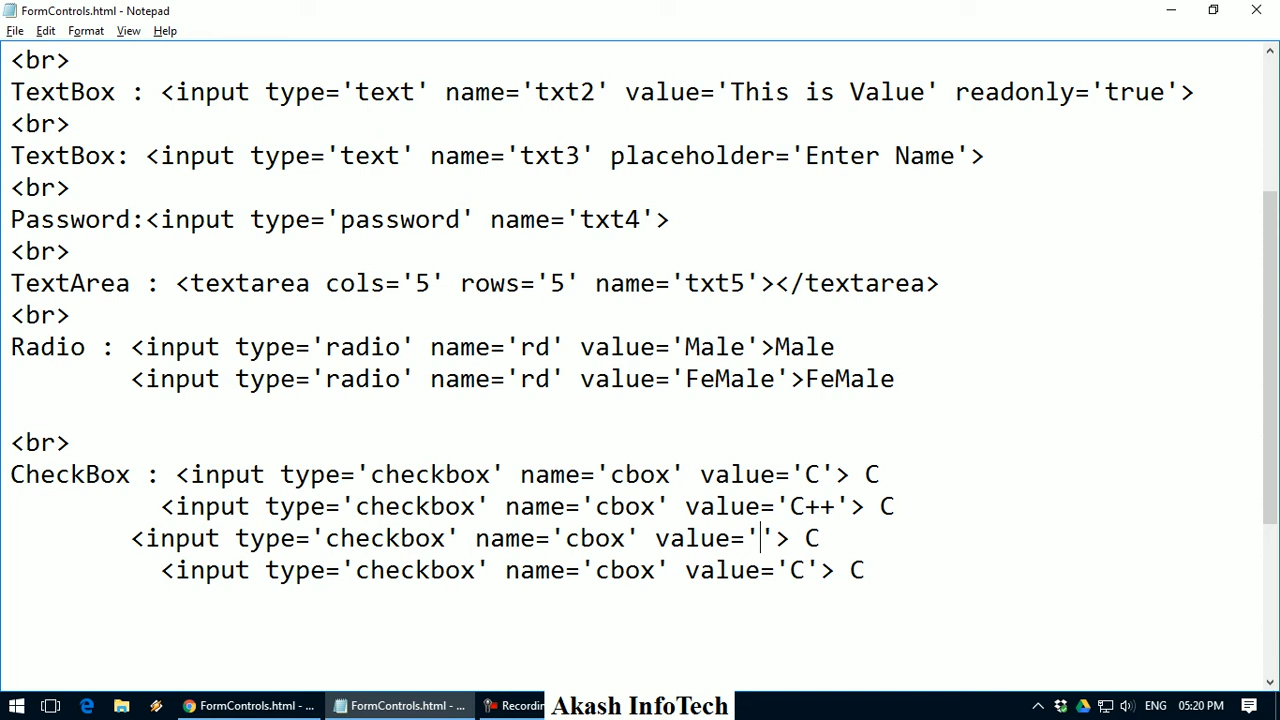 FormControls.html - Notepad
File Edit Format View Help
<br>
TextBox : <input type='text' name='txt2' value='This is Value' readonly='true'>
<br>
TextBox: <input type='text' name='txt3' placeholder='Enter Name'>
<br>
Password:<input type='password' name='txt4'>
<br>
TextArea : <textarea cols='5' rows='5' name='txt5'></textarea>
<br>
Radio : <input type='radio' name='rd' value='Male'>Male
<input type='radio' name='rd' value='FeMale'>FeMale
<br>
CheckBox : <input type='checkbox' name='cbox' value='C'> C
<input type='checkbox' name='cbox' value='C++'> C
<input type='checkbox' name='cbox' value=''> C
<input type='checkbox' name='cbox' value='C'> C
FormControls.html - ... FormControls.html - ... Recordin Akash InfoTech ENG 05:20 PM